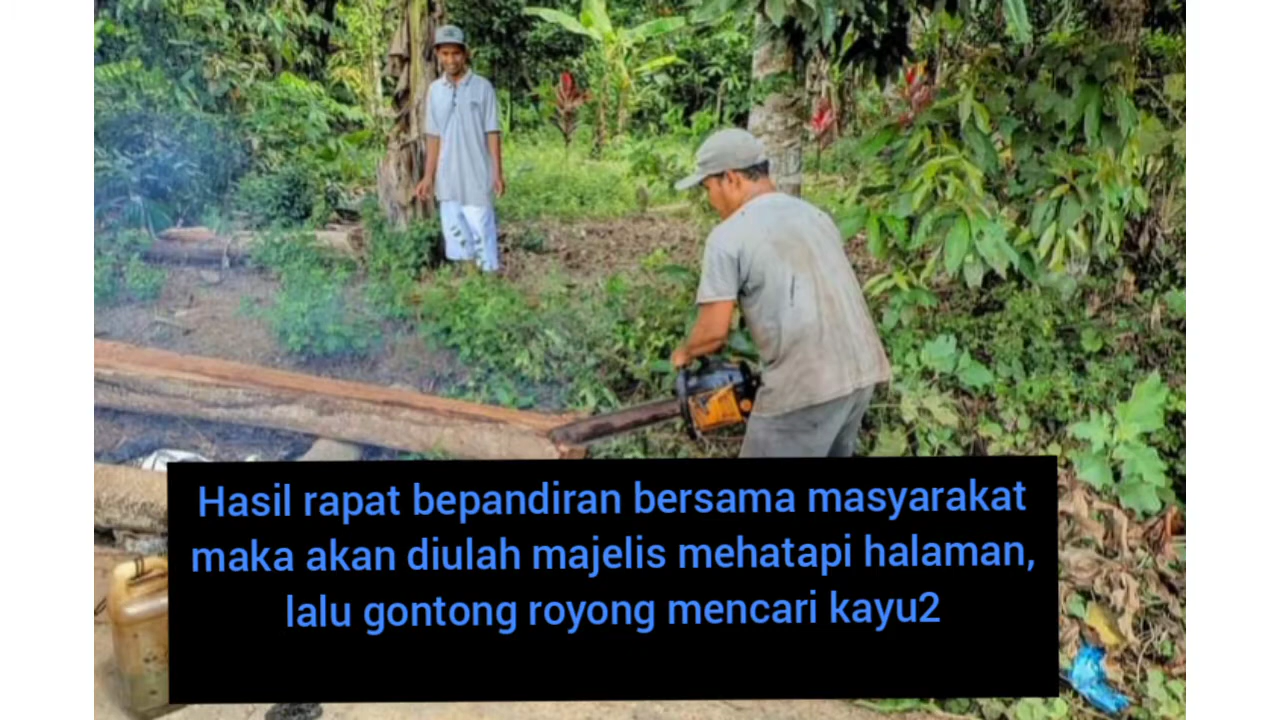 Hasil rapat bepandiran bersama masyarakat
maka akan diulah majelis mehatapi halaman,
lalu gontong royong mencari kayu2